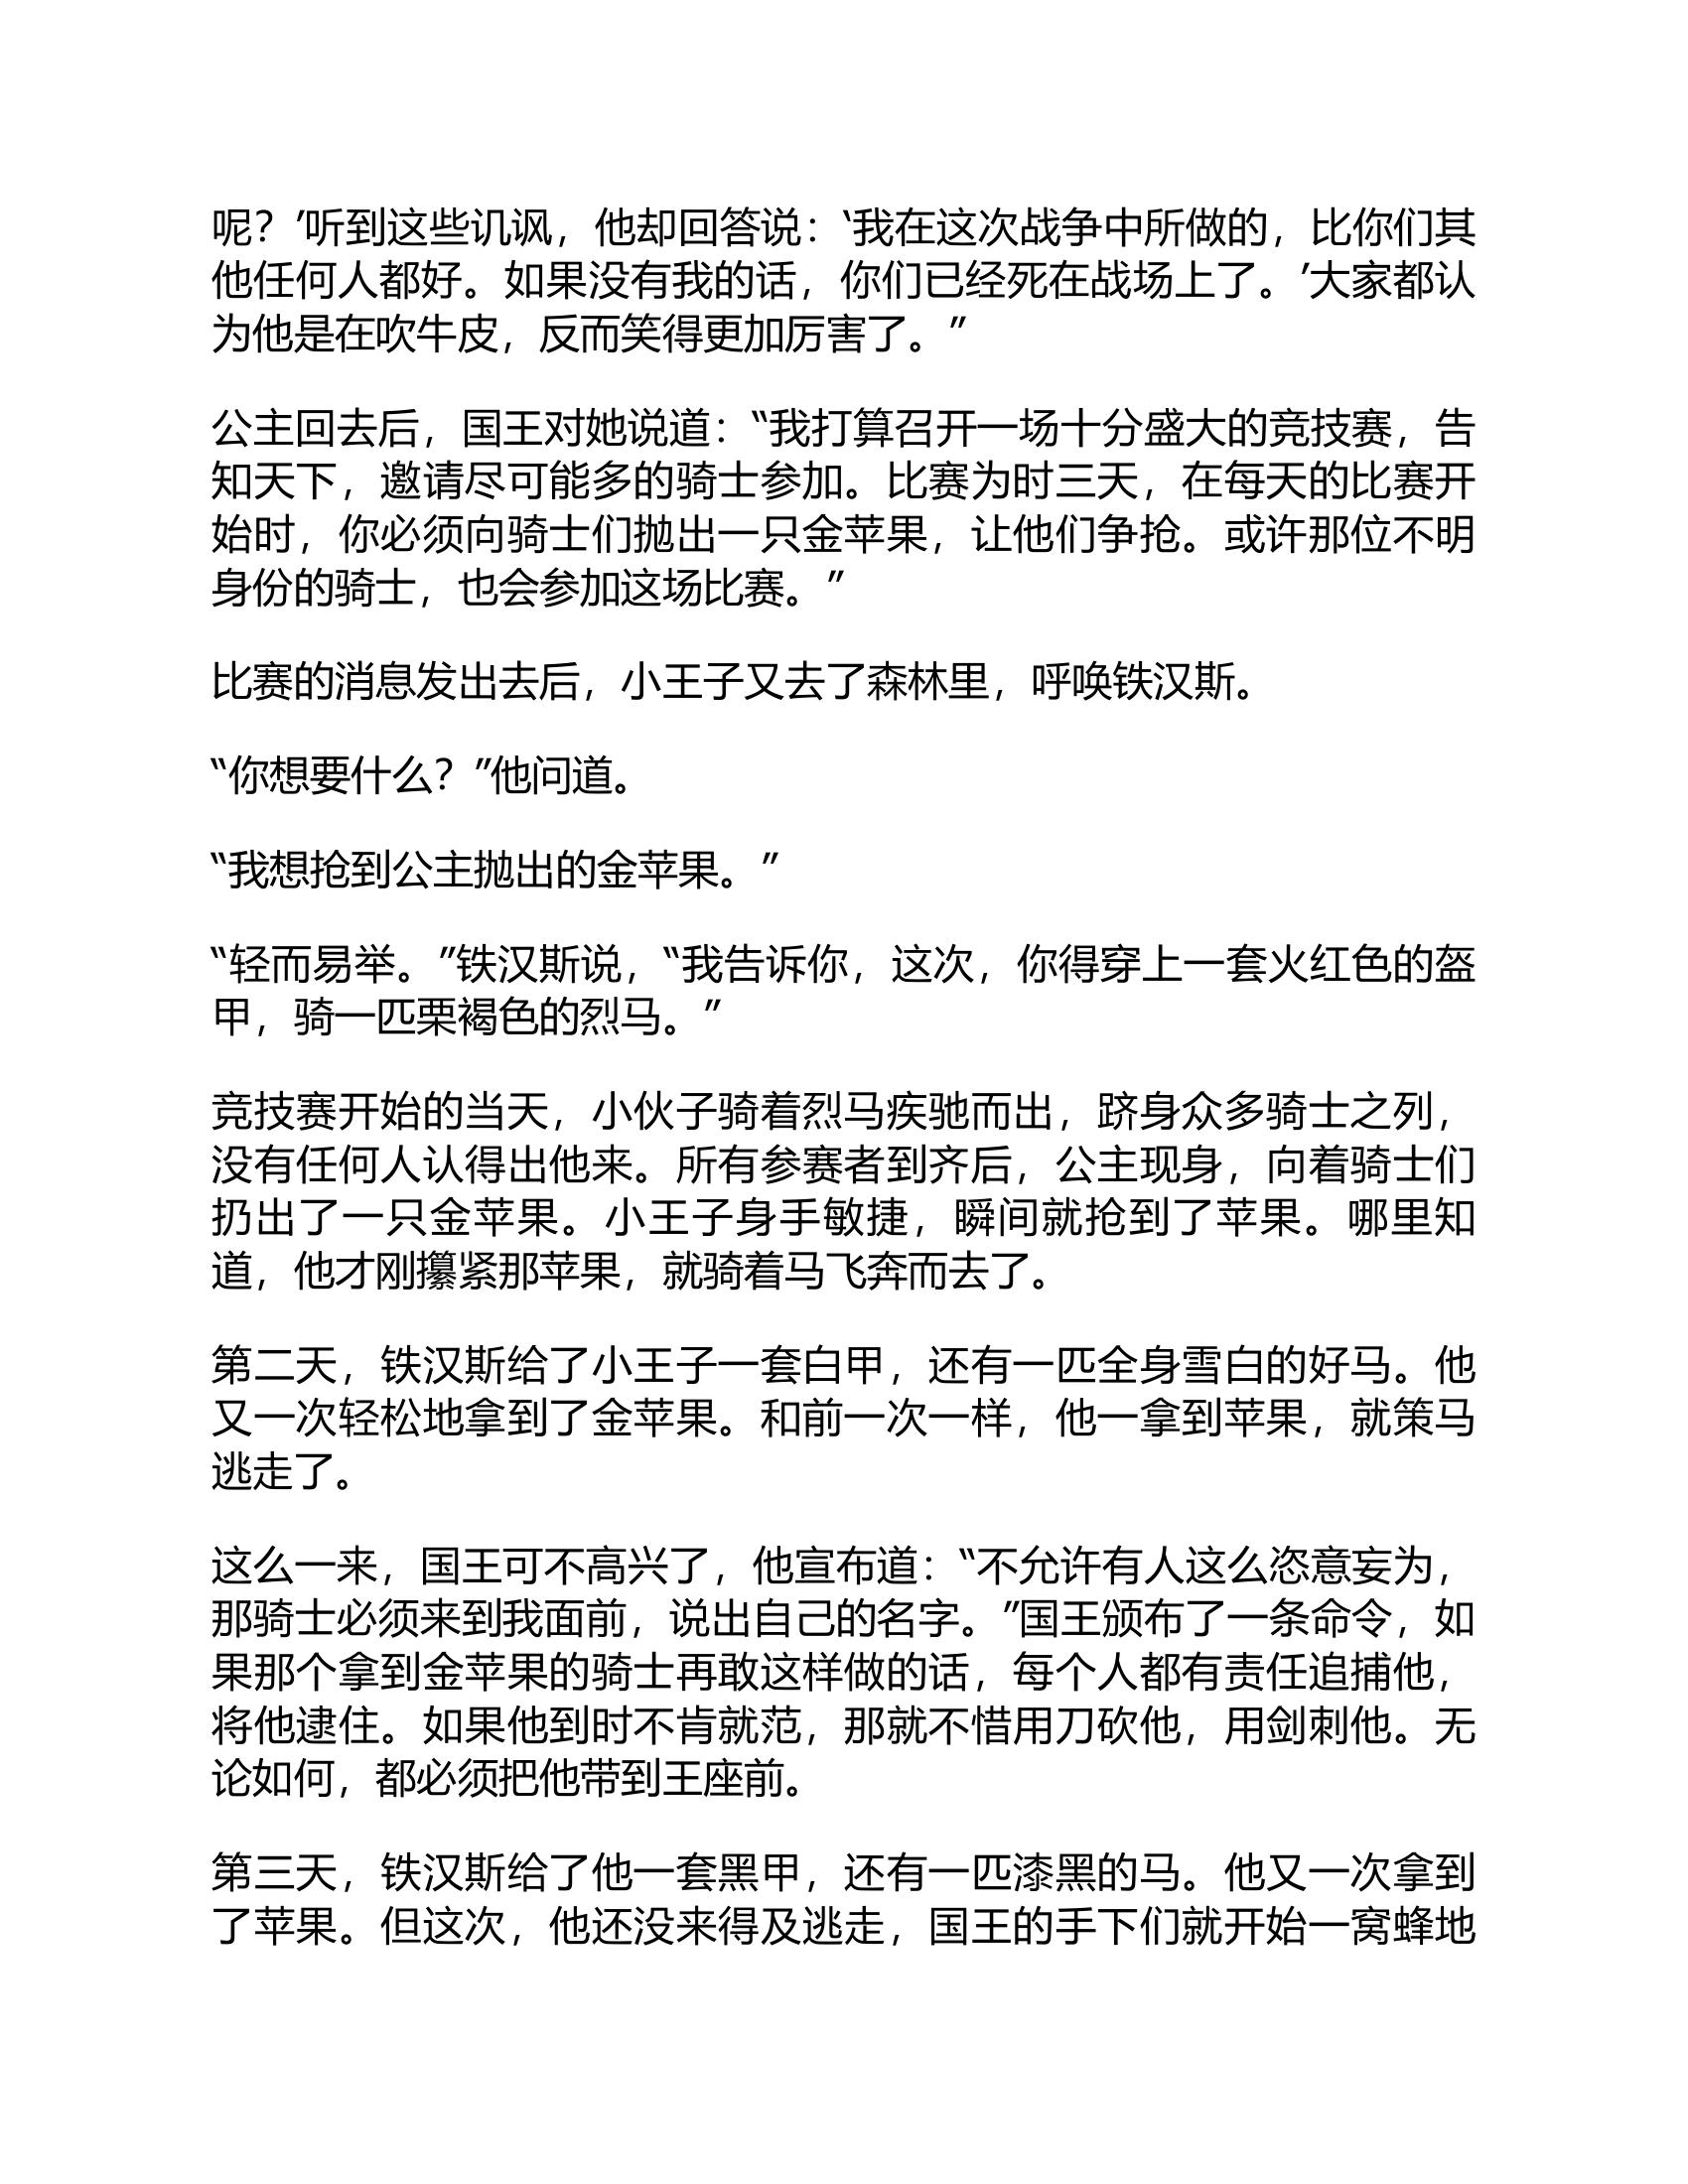 呢？’听到这些讥讽，他却回答说：‘我在这次战争中所做的，比你们其
他任何人都好。如果没有我的话，你们已经死在战场上了。’大家都认
为他是在吹牛皮，反而笑得更加厉害了。”
公主回去后，国王对她说道：“我打算召开一场十分盛大的竞技赛，告
知天下，邀请尽可能多的骑士参加。比赛为时三天，在每天的比赛开
始时，你必须向骑士们抛出一只金苹果，让他们争抢。或许那位不明
身份的骑士，也会参加这场比赛。”
比赛的消息发出去后，小王子又去了森林里，呼唤铁汉斯。
“你想要什么？”他问道。
“我想抢到公主抛出的金苹果。”
“轻而易举。”铁汉斯说，“我告诉你，这次，你得穿上一套火红色的盔
甲，骑一匹栗褐色的烈马。”
竞技赛开始的当天，小伙子骑着烈马疾驰而出，跻身众多骑士之列，
没有任何人认得出他来。所有参赛者到齐后，公主现身，向着骑士们
扔出了一只金苹果。小王子身手敏捷，瞬间就抢到了苹果。哪里知
道，他才刚攥紧那苹果，就骑着马飞奔而去了。
第二天，铁汉斯给了小王子一套白甲，还有一匹全身雪白的好马。他
又一次轻松地拿到了金苹果。和前一次一样，他一拿到苹果，就策马
逃走了。
这么一来，国王可不高兴了，他宣布道：“不允许有人这么恣意妄为，
那骑士必须来到我面前，说出自己的名字。”国王颁布了一条命令，如
果那个拿到金苹果的骑士再敢这样做的话，每个人都有责任追捕他，
将他逮住。如果他到时不肯就范，那就不惜用刀砍他，用剑刺他。无
论如何，都必须把他带到王座前。
第三天，铁汉斯给了他一套黑甲，还有一匹漆黑的马。他又一次拿到
了苹果。但这次，他还没来得及逃走，国王的手下们就开始一窝蜂地